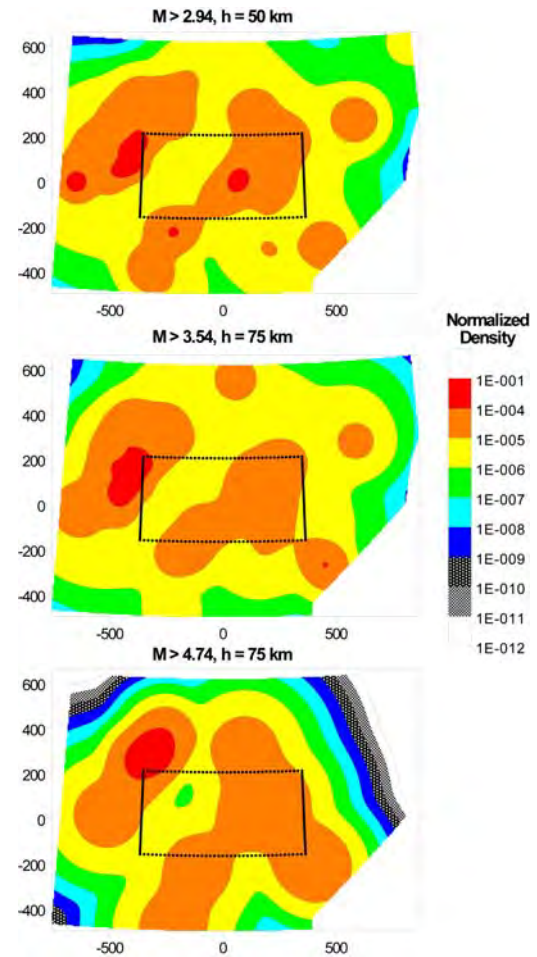 M > 2.94, h = 50 km
600
400
200
0
-200
-400
-500 0 500
M > 3.54, h = 75 km
600
400
200
0
-200
-400
-500 0 500
M > 4.74, h = 75 km
600
400
200
0
-200
-400
-500 0 500
Normalized
Density
1E-001
1E-004
1E-005
1E-006
1E-007
1E-008
1E-009
1E-010
1E-011
1E-012